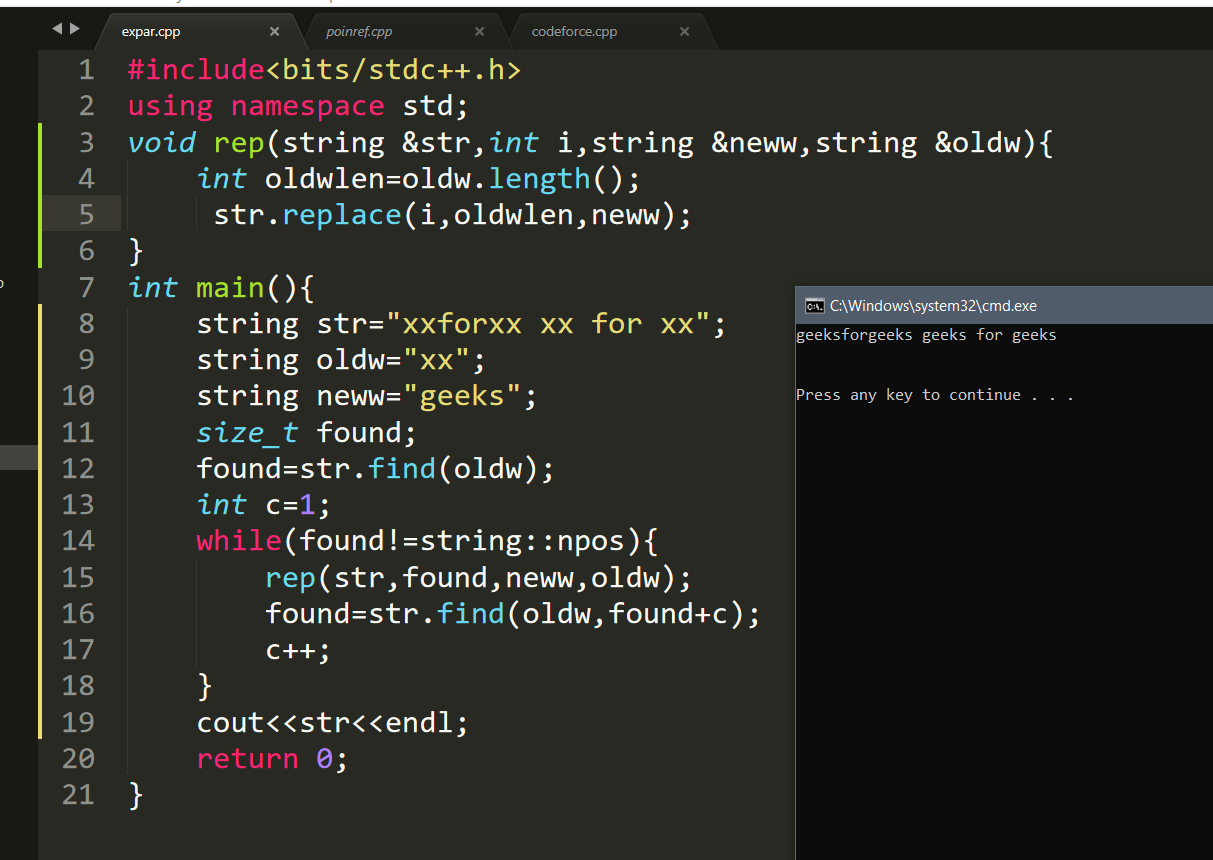 expar.cpp × poinref.cpp × codeforce.cpp ×
1 #include<bits/stdc++.h>
2 using namespace std;
3 void rep(string &str,int i,string &neww,string &oldw){
4     int oldwlen=oldw.length();
5      str.replace(i,oldwlen,neww);
6 }
7 int main(){
8     string str="xxforxx xx for xx";
9     string oldw="xx";
10     string neww="geeks";
11     size_t found;
12     found=str.find(oldw);
13     int c=1;
14     while(found!=string::npos){
15         rep(str,found,neww,oldw);
16         found=str.find(oldw,found+c);
17         c++;
18     }
19     cout<<str<<endl;
20     return 0;
21 }
C:\Windows\system32\cmd.exe
geeksforgeeks geeks for geeks
Press any key to continue . . .